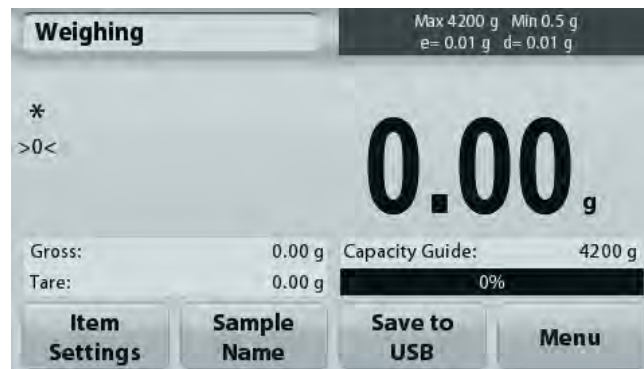 Weighing
Max 4200 g Min 0.5 g
e= 0.01 g d= 0.01 g
*
>0<
0.00 g
Gross: 0.00 g
Tare: 0.00 g
Capacity Guide: 4200 g
0%
Item
Settings
Sample
Name
Save to
USB
Menu